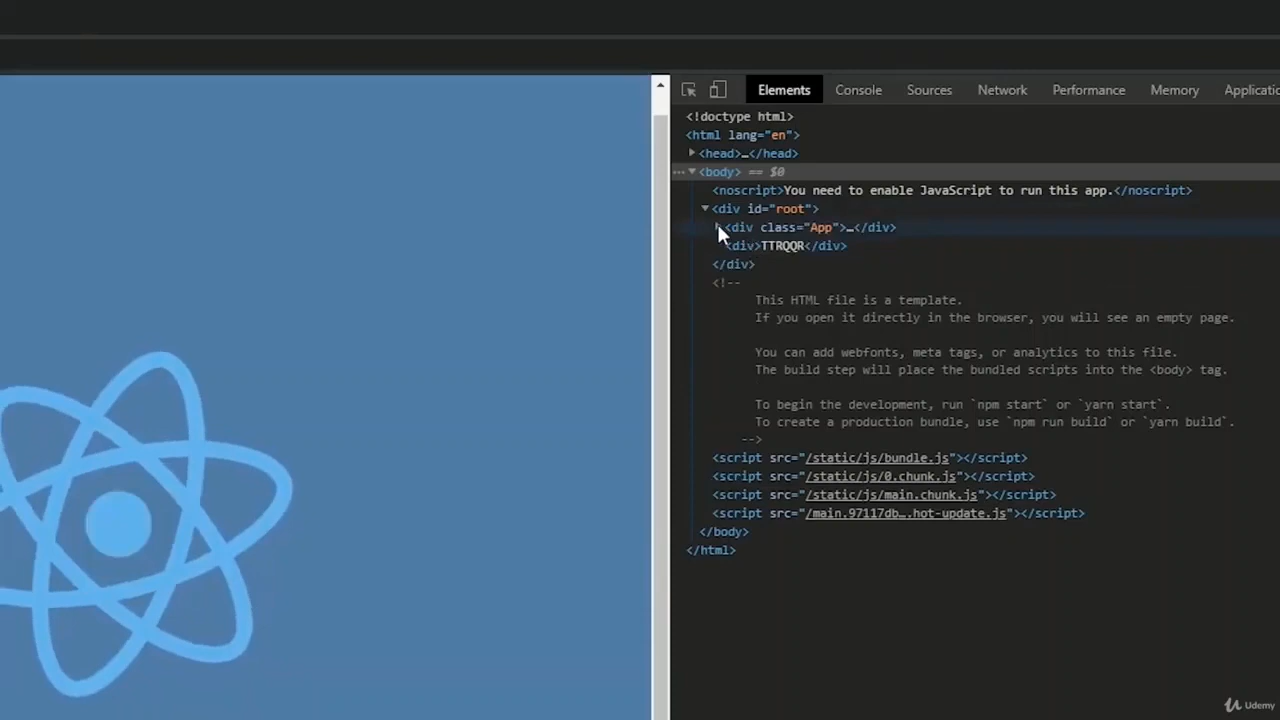 Elements Console Sources Network Performance Memory Applicatio
<!doctype html>
<html lang="en">
<head>…</head>
<body> == $0
<noscript>You need to enable JavaScript to run this app.</noscript>
<div id="root">
<div class="App">…</div>
<div>TTRQQR</div>
</div>
<!--
This HTML file is a template.
If you open it directly in the browser, you will see an empty page.
You can add webfonts, meta tags, or analytics to this file.
The build step will place the bundled scripts into the <body> tag.
To begin the development, run `npm start` or `yarn start`.
To create a production bundle, use `npm run build` or `yarn build`.
-->
<script src="/static/js/bundle.js"></script>
<script src="/static/js/0.chunk.js"></script>
<script src="/static/js/main.chunk.js"></script>
<script src="/main.97117db….hot-update.js"></script>
</body>
</html>
Udemy